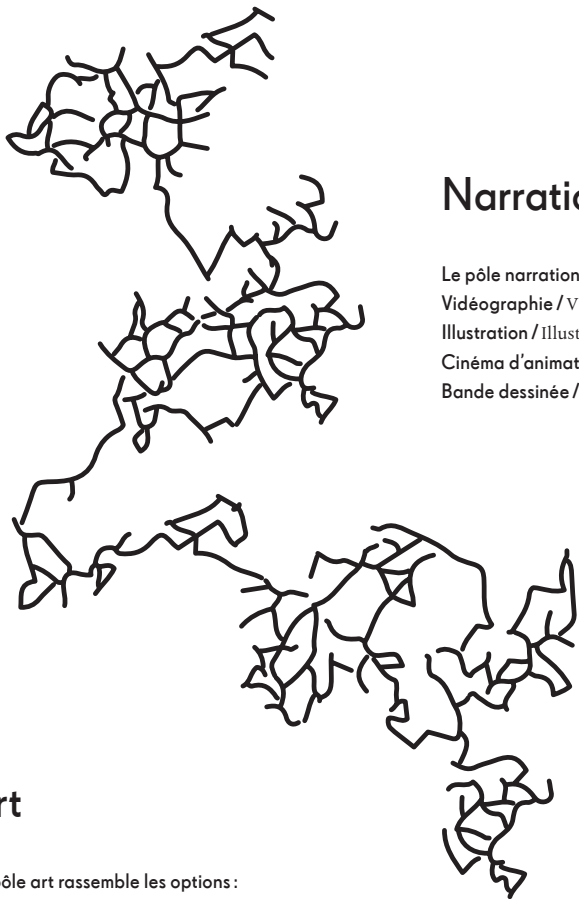 Narratio
Le pôle narration
Vidéographie / V
Illustration / Illust
Cinéma d’animat
Bande dessinée /
rt
ôle art rassemble les options :